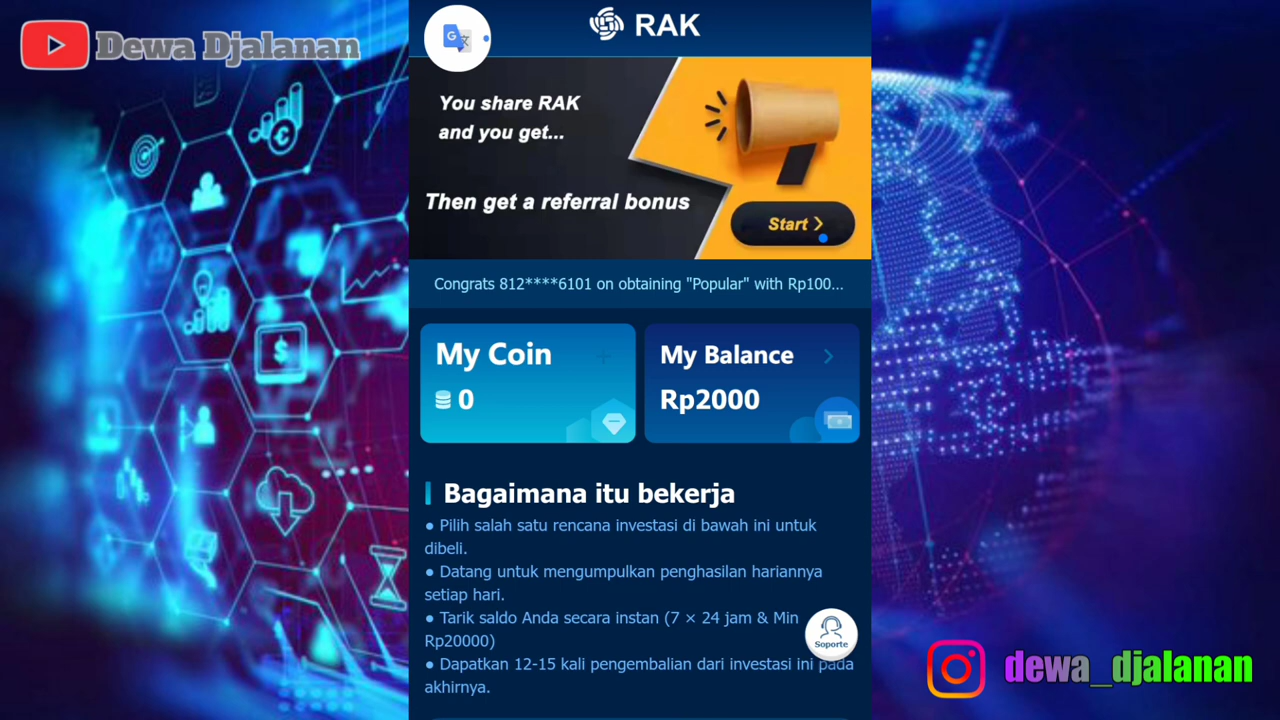 Dewa Djalanan
RAK
You share RAK
and you get...
Then get a referral bonus
Start
Congrats 812****6101 on obtaining "Popular" with Rp100...
My Coin
0
My Balance
Rp2000
Bagaimana itu bekerja
● Pilih salah satu rencana investasi di bawah ini untuk
dibeli.
● Datang untuk mengumpulkan penghasilan hariannya
setiap hari.
● Tarik saldo Anda secara instan (7 × 24 jam & Min
Rp20000)
● Dapatkan 12-15 kali pengembalian dari investasi ini pada
akhirnya.
Soporte
dewa_djalanan